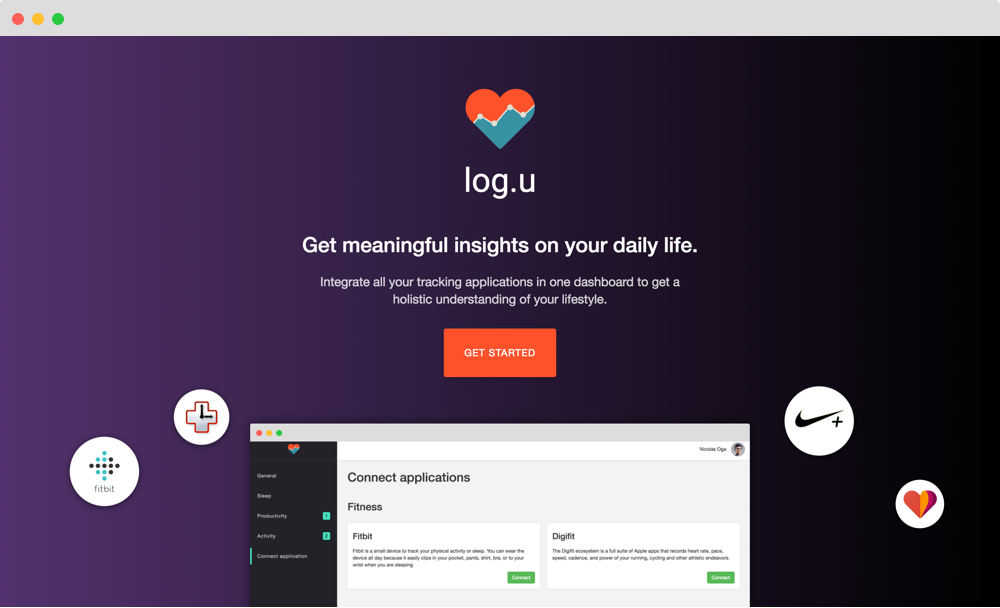 log.u
Get meaningful insights on your daily life.
Integrate all your tracking applications in one dashboard to get a
holistic understanding of your lifestyle.
GET STARTED
fitbit
Nicolas Oga
General
Sleep
Productivity 1
Activity 2
Connect application
Connect applications
Fitness
Fitbit
Fitbit is a small device to track your physical activity or sleep. You can wear the
device all day because it easily clips in your pocket, pants, shirt, bra, or to your
wrist when you are sleeping
Connect
Digifit
The Digifit ecosystem is a full suite of Apple apps that records heart rate, pace,
speed, cadence, and power of your running, cycling and other athletic endeavors.
Connect